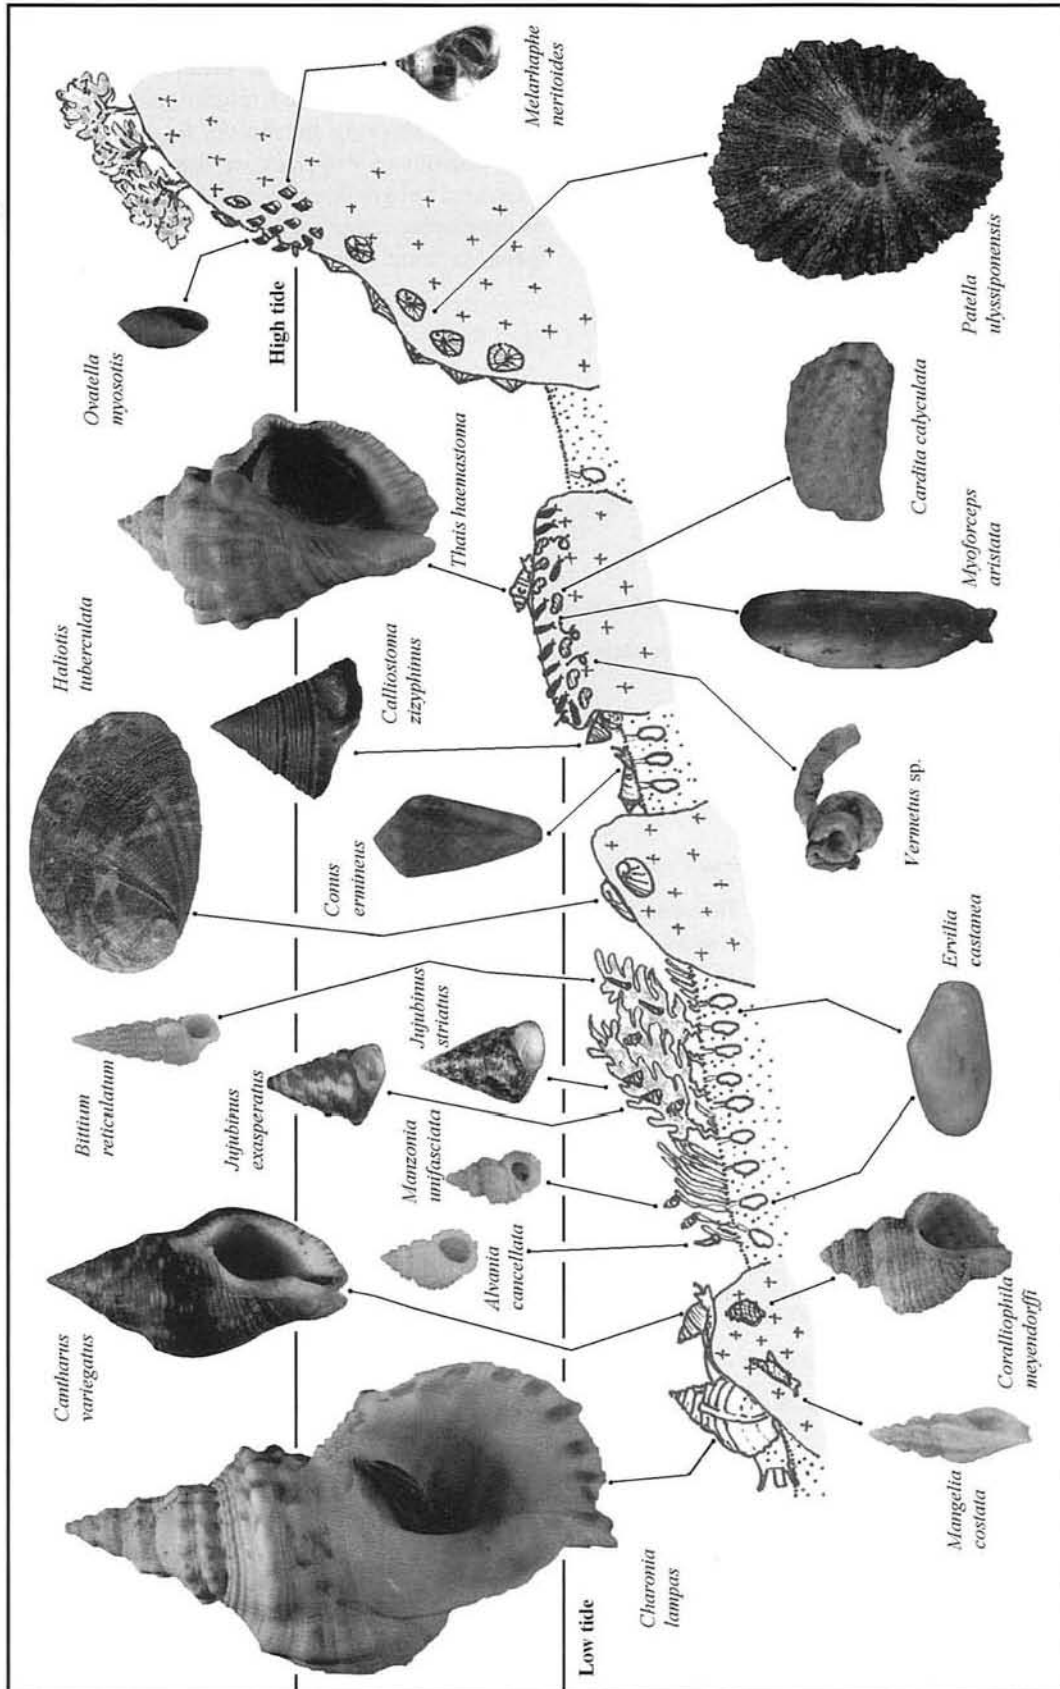 Melarhaphe
neritoides
Ovatella
myosotis
High tide
Patella
ulyssiponensis
Thais haemastoma
Cardita calyculata
Haliotis
tuberculata
Calliostoma
zizyphinus
Myoforceps
aristata
Conus
ermineus
Vermetus sp.
Bittium
reticulatum
Jujubinus
striatus
Ervilia
castanea
Jujubinus
exasperatus
Manzonia
unifasciata
Cantharus
variegatus
Alvania
cancellata
Coralliophila
meyendorffi
Mangelia
costata
Charonia
lampas
Low tide